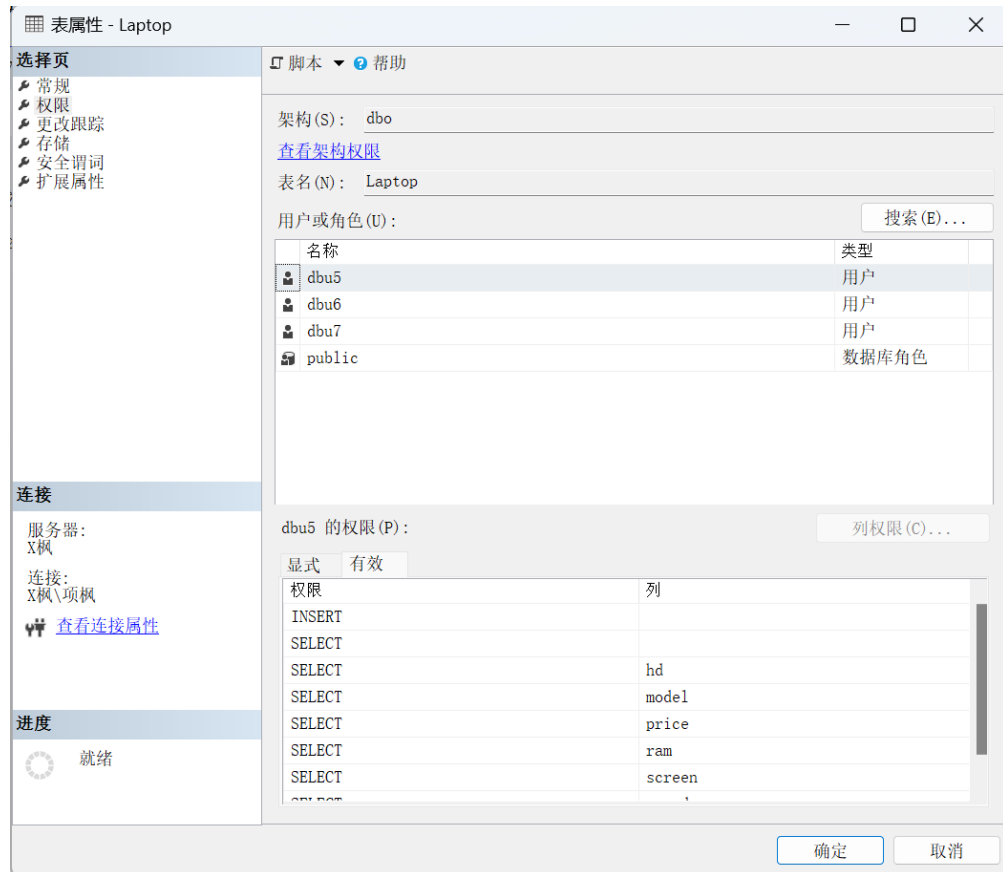 表属性 - Laptop
选择页
常规
权限
更改跟踪
存储
安全谓词
扩展属性
脚本 帮助
架构(S): dbo
查看架构权限
表名(N): Laptop
用户或角色(U): 搜索(E)...
名称 类型
dbu5 用户
dbu6 用户
dbu7 用户
public 数据库角色
连接
服务器:
X枫
连接:
X枫\项枫
查看连接属性
dbu5 的权限(P): 列权限(C)...
显式 有效
权限 列
INSERT
SELECT
SELECT hd
SELECT model
SELECT price
SELECT ram
SELECT screen
SELECT
进度
就绪
确定 取消